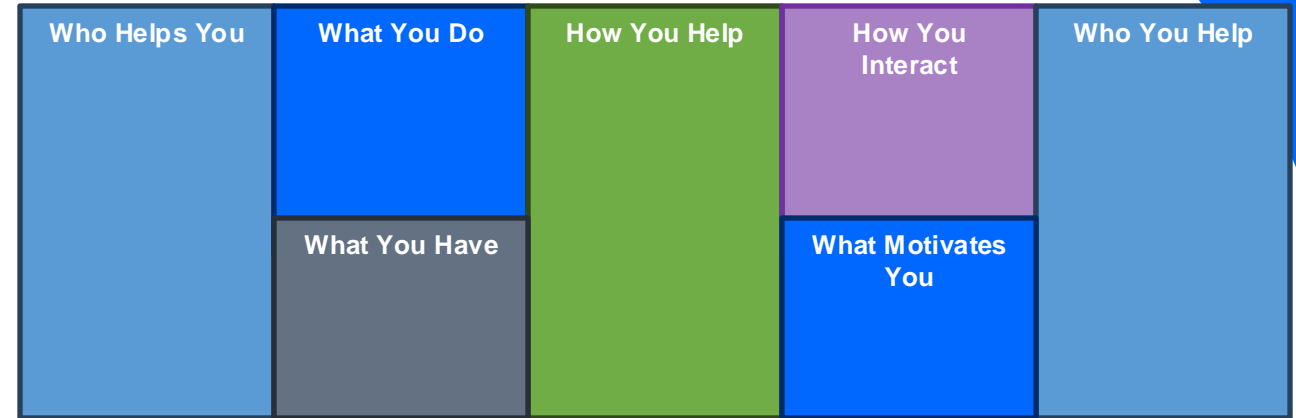 Who Helps You
What You Do
How You Help
How You
Interact
Who You Help
What You Have
What Motivates
You